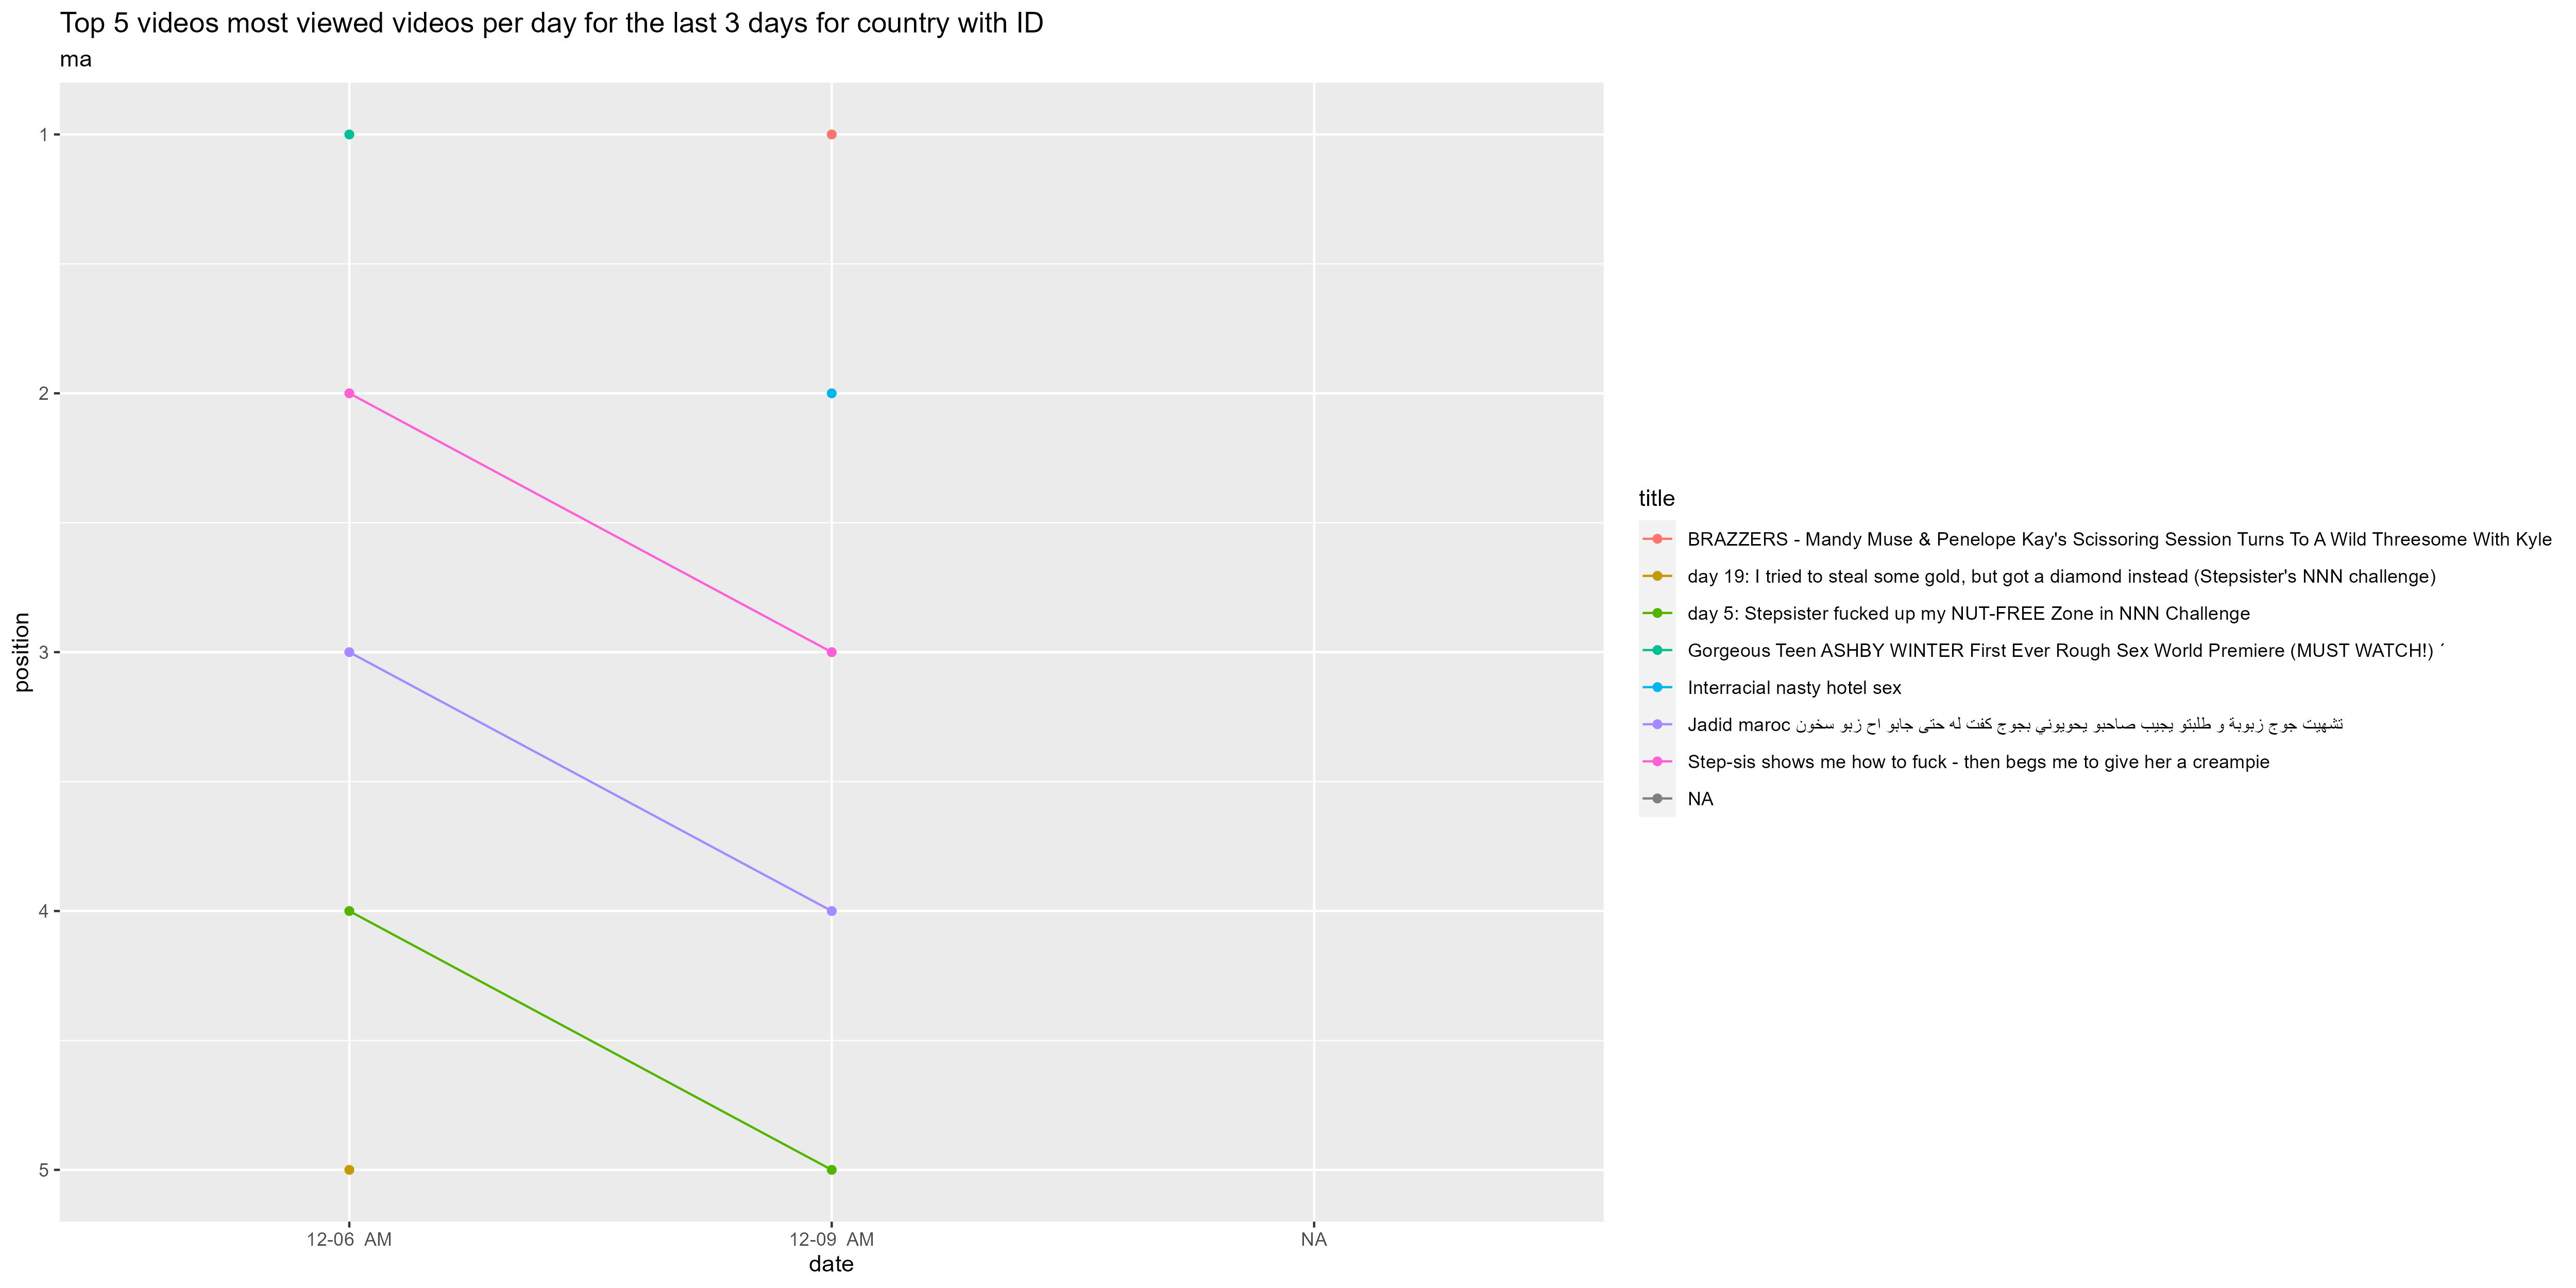 Top 5 videos most viewed videos per day for the last 3 days for country with ID
ma
position
1
2
3
4
5
12-06 AM
12-09 AM
NA
date
title
BRAZZERS - Mandy Muse & Penelope Kay's Scissoring Session Turns To A Wild Threesome With Kyle
day 19: I tried to steal some gold, but got a diamond instead (Stepsister's NNN challenge)
day 5: Stepsister fucked up my NUT-FREE Zone in NNN Challenge
Gorgeous Teen ASHBY WINTER First Ever Rough Sex World Premiere (MUST WATCH!) ´
Interracial nasty hotel sex
Jadid maroc تشهيت جوج زبوبة و طلبتو يجيب صاحبو يحويوني بجوج كفت له حتى جابو اح زبو سخون
Step-sis shows me how to fuck - then begs me to give her a creampie
NA